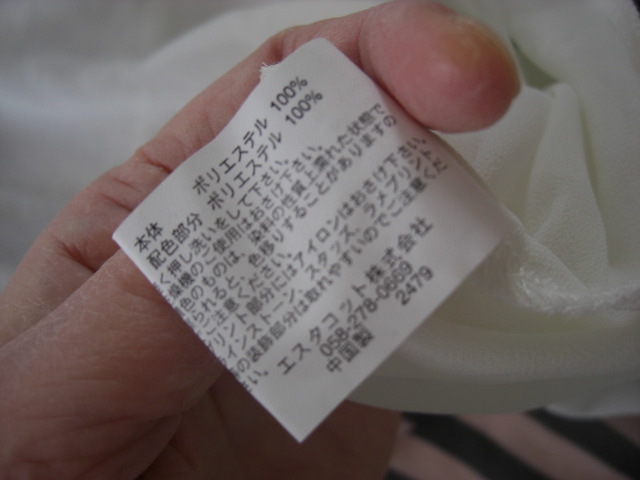 本体 ポリエステル 100%
配色部分 ポリエステル 100%
く押し洗いをして下さい。
燥機のご使用はおさけ下さい。
色のものは、染料の性質上濡れた状態で
られると、色移りすることがありますの
ご注意ください。
リント部分にはアイロンはおさけ下さい。
インストーン、スタッズ、ラメプリント
の装飾部分は取れやすいのでご注意くだ
さい。
エスタコット株式会社
058-278-0669
中国製 2479